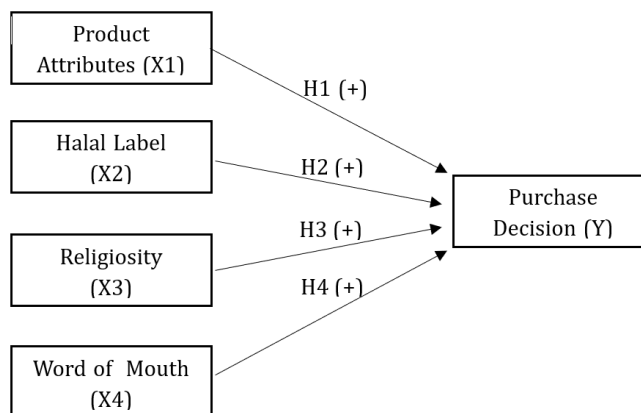 Product
Attributes (X1)
H1 (+)
Halal Label
(X2)
H2 (+)
Purchase
Decision (Y)
Religiosity
(X3)
H3 (+)
H4 (+)
Word of Mouth
(X4)